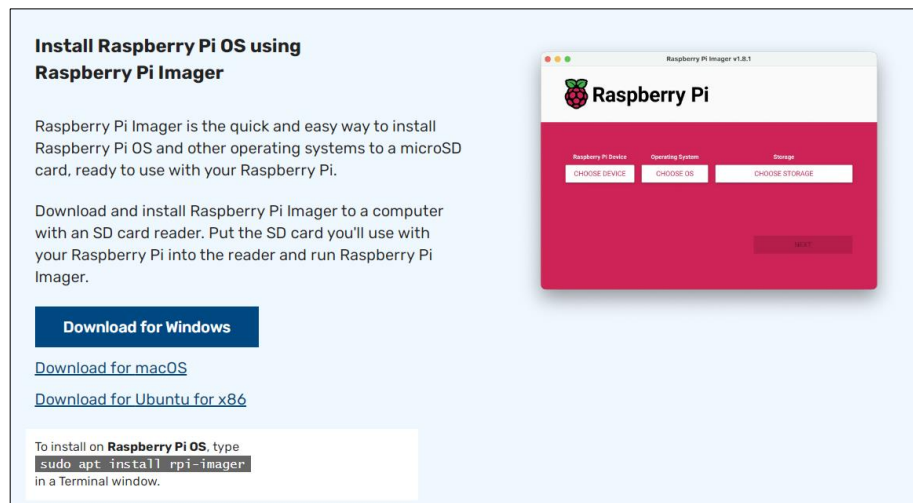 Install Raspberry Pi OS using
Raspberry Pi Imager
Raspberry Pi Imager is the quick and easy way to install
Raspberry Pi OS and other operating systems to a microSD
card, ready to use with your Raspberry Pi.
Download and install Raspberry Pi Imager to a computer
with an SD card reader. Put the SD card you'll use with
your Raspberry Pi into the reader and run Raspberry Pi
Imager.
Download for Windows
Download for macOS
Download for Ubuntu for x86
To install on Raspberry Pi OS, type
sudo apt install rpi-imager
in a Terminal window.
Raspberry Pi Imager v1.8.1
Raspberry Pi
Raspberry Pi Device Operating System Storage
CHOOSE DEVICE CHOOSE OS CHOOSE STORAGE
NEXT